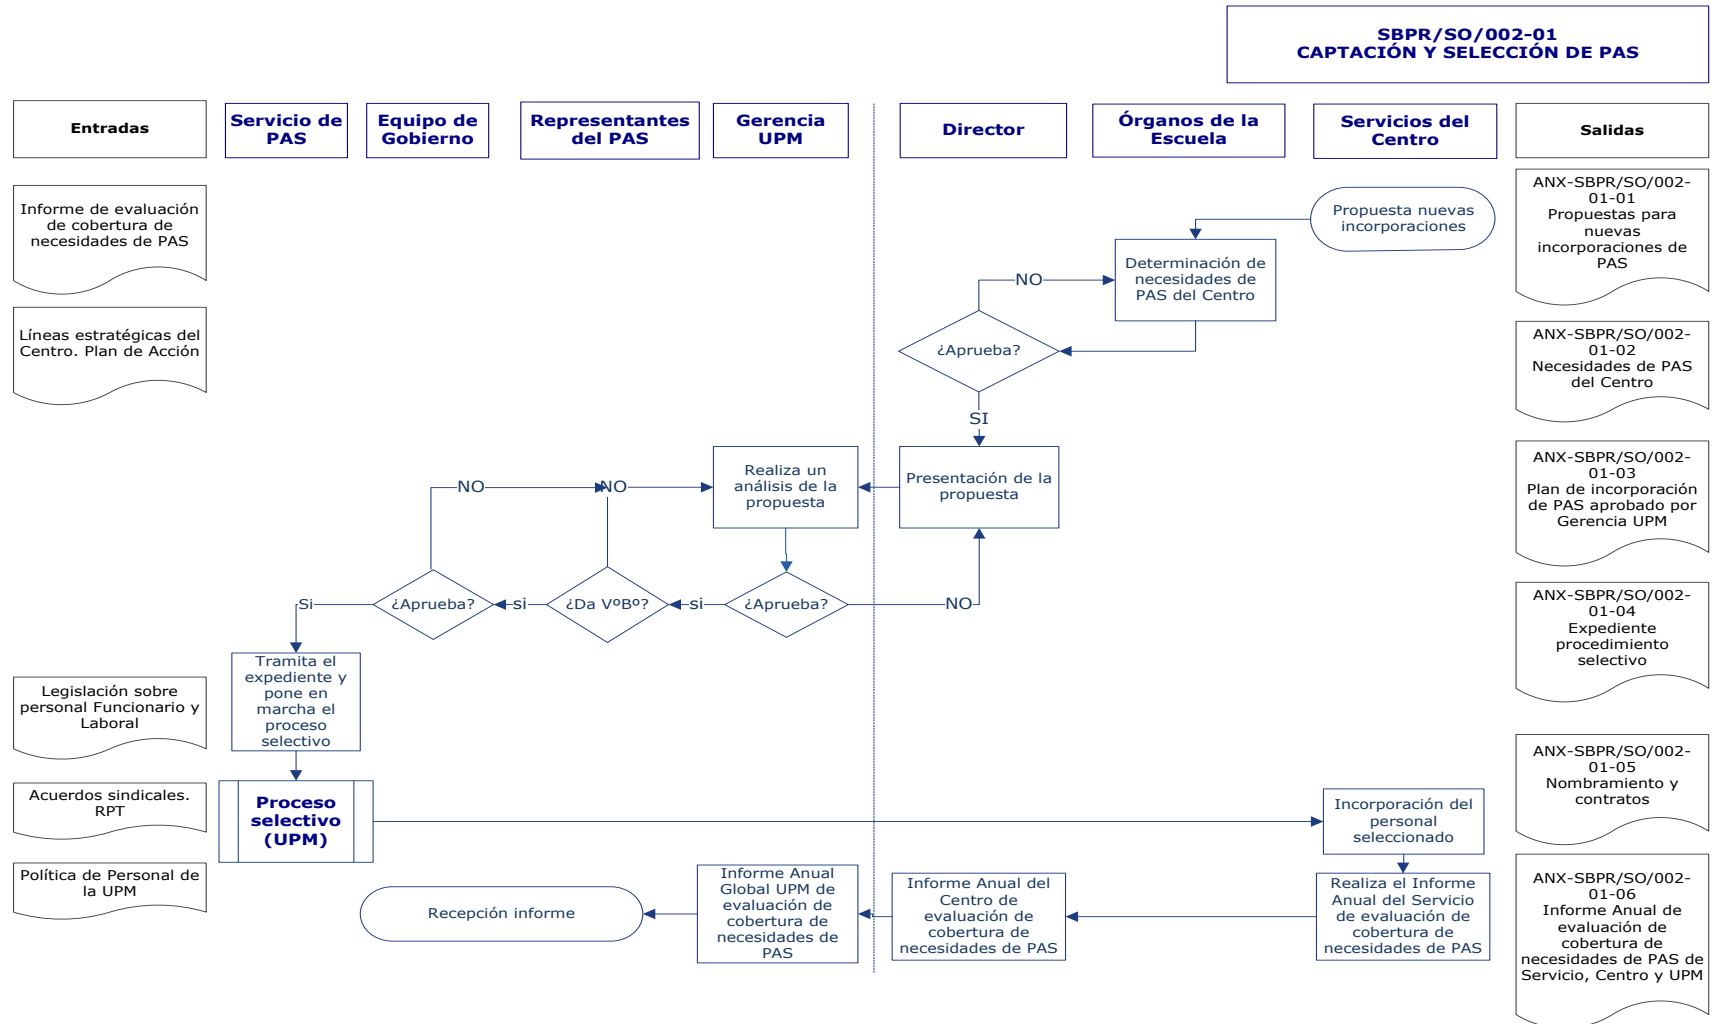 SBPR/SO/002-01
CAPTACIÓN Y SELECCIÓN DE PAS
Entradas
Servicio de
PAS
Equipo de
Gobierno
Representantes
del PAS
Gerencia
UPM
Director
Órganos de la
Escuela
Servicios del
Centro
Salidas
Informe de evaluación
de cobertura de
necesidades de PAS
Líneas estratégicas del
Centro. Plan de Acción
Legislación sobre
personal Funcionario y
Laboral
Acuerdos sindicales.
RPT
Política de Personal de
la UPM
Propuesta nuevas
incorporaciones
Determinación de
necesidades de
PAS del Centro
NO
¿Aprueba?
SI
Presentación de la
propuesta
Realiza un
análisis de la
propuesta
NO
NO
¿Aprueba?
si
¿Da VºBº?
si
¿Aprueba?
NO
Si
Tramita el
expediente y
pone en
marcha el
proceso
selectivo
Proceso
selectivo
(UPM)
Incorporación del
personal
seleccionado
Realiza el Informe
Anual del Servicio
de evaluación de
cobertura de
necesidades de PAS
Informe Anual del
Centro de
evaluación de
cobertura de
necesidades de PAS
Informe Anual
Global UPM de
evaluación de
cobertura de
necesidades de
PAS
Recepción informe
ANX-SBPR/SO/002-
01-01
Propuestas para
nuevas
incorporaciones de
PAS
ANX-SBPR/SO/002-
01-02
Necesidades de PAS
del Centro
ANX-SBPR/SO/002-
01-03
Plan de incorporación
de PAS aprobado por
Gerencia UPM
ANX-SBPR/SO/002-
01-04
Expediente
procedimiento
selectivo
ANX-SBPR/SO/002-
01-05
Nombramiento y
contratos
ANX-SBPR/SO/002-
01-06
Informe Anual de
evaluación de
cobertura de
necesidades de PAS de
Servicio, Centro y UPM